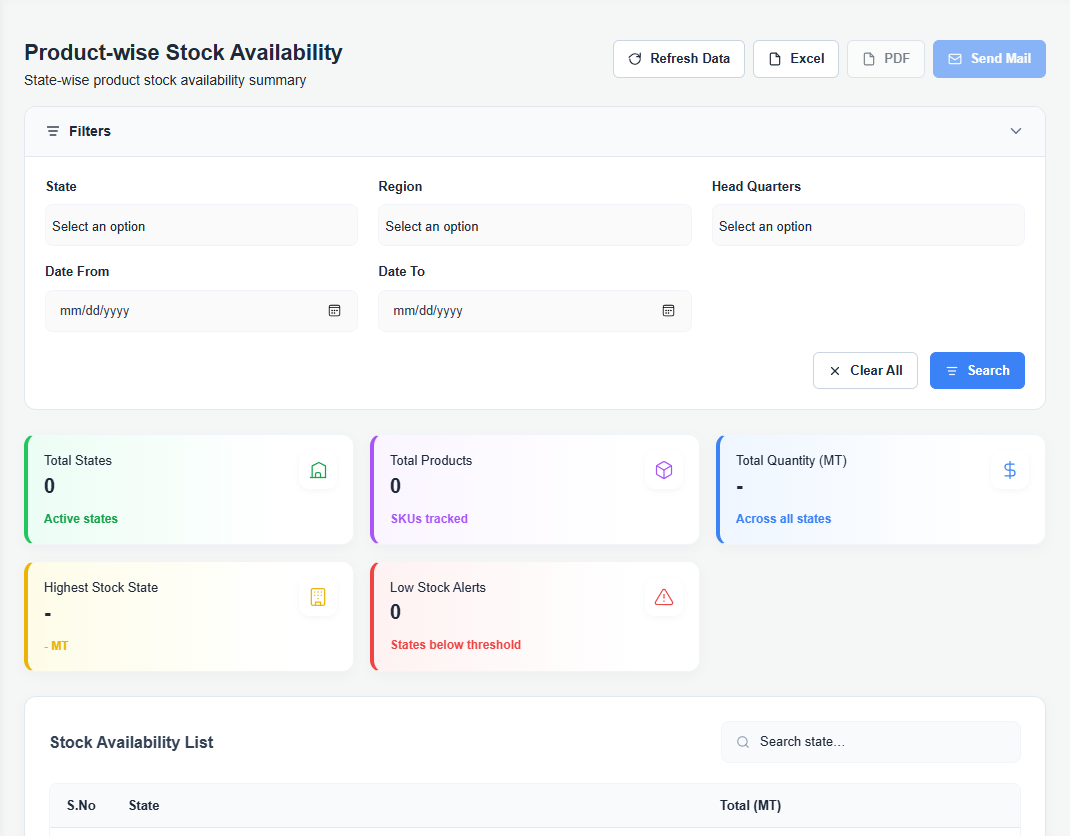 Product-wise Stock Availability
State-wise product stock availability summary
Refresh Data
Excel
PDF
Send Mail
Filters
State
Region
Head Quarters
Select an option
Select an option
Select an option
Date From
Date To
mm/dd/yyyy
mm/dd/yyyy
Clear All
Search
Total States
0
Active states
Total Products
0
SKUs tracked
Total Quantity (MT)
-
Across all states
Highest Stock State
-
- MT
Low Stock Alerts
0
States below threshold
Stock Availability List
Search state...
S.No State Total (MT)